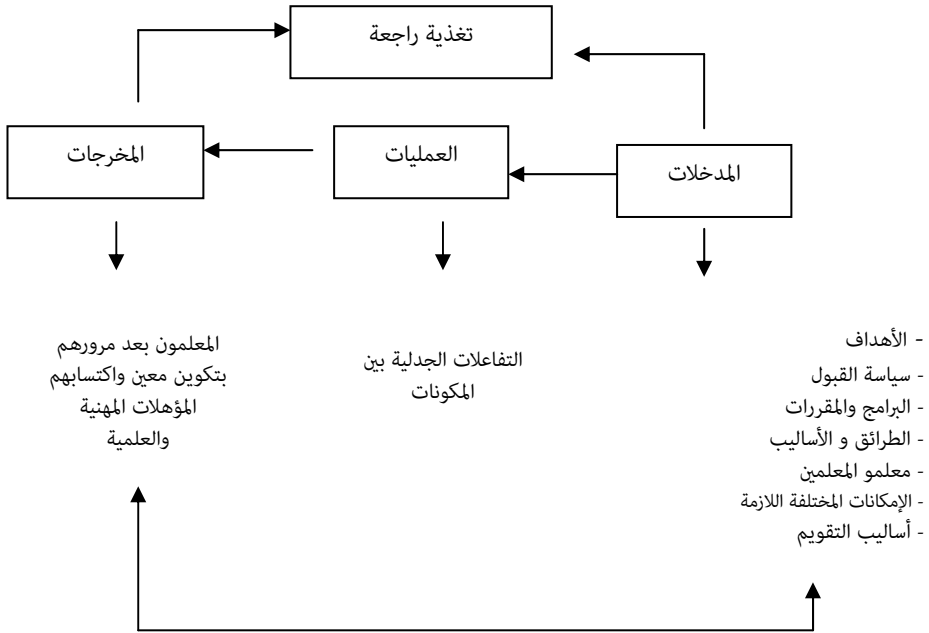 تغذية راجعة
المدخلات
العمليات
المخرجات
- الأهداف
- سياسة القبول
- البرامج والمقررات
- الطرائق و الأساليب
- معلمو المعلمين
- الإمكانات المختلفة اللازمة
- أساليب التقويم
التفاعلات الجدلية بين
المكونات
المعلمون بعد مرورهم
بتكوين معين واكتسابهم
المؤهلات المهنية
والعلمية